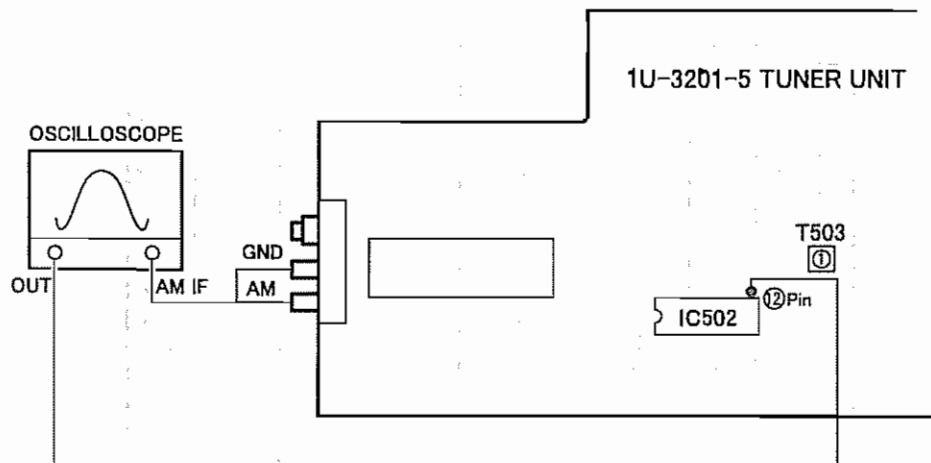 1U-3201-5 TUNER UNIT
OSCILLOSCOPE
OUT
AM IF
GND
AM
T503
①
⑫Pin
IC502